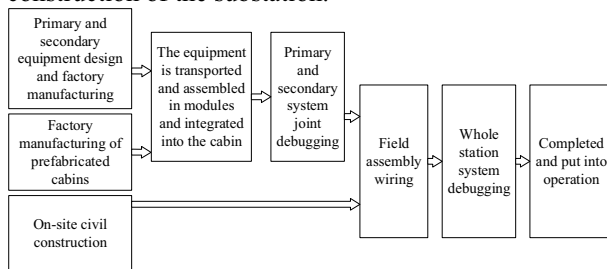 construction of the substation.
Primary and
secondary
equipment design
and factory
manufacturing
Factory
manufacturing of
prefabricated
cabins
On-site civil
construction
The equipment
is transported
and assembled
in modules
and integrated
into the cabin
Primary
and
secondary
system
joint
debugging
Field
assembly
wiring
Whole
station
system
debugging
Completed
and put into
operation